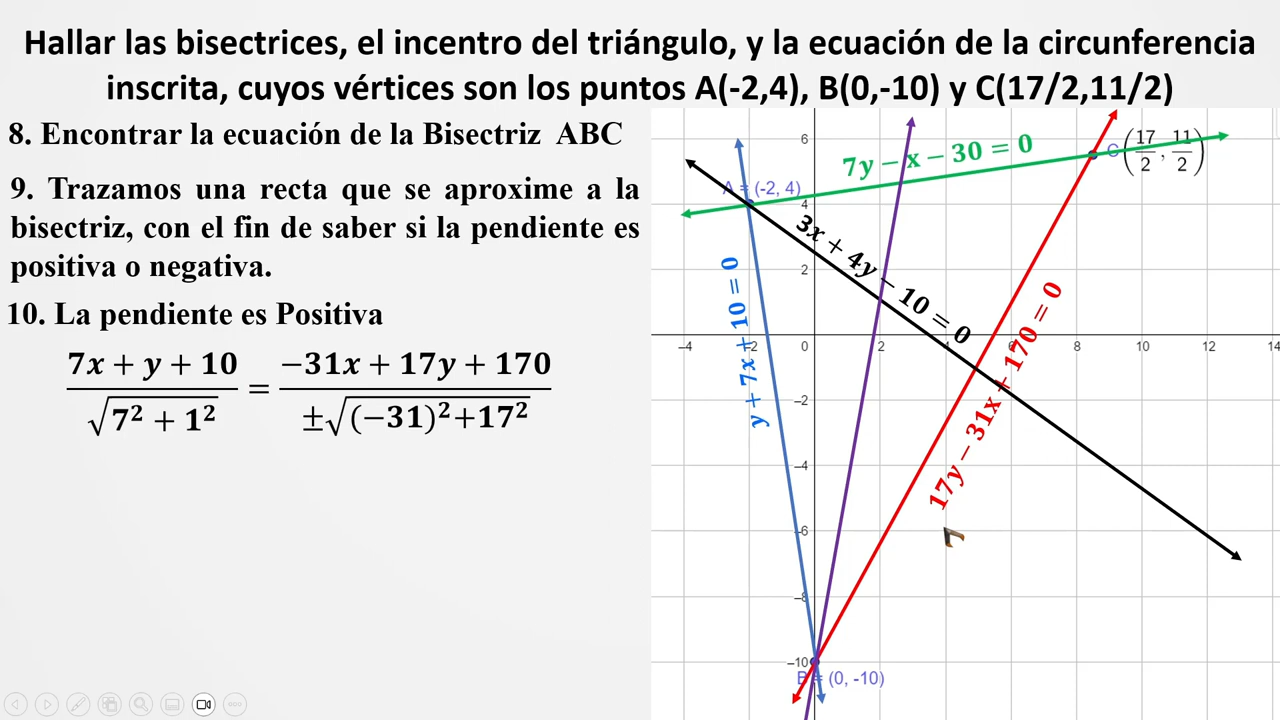 Hallar las bisectrices, el incentro del triángulo, y la ecuación de la circunferencia
inscrita, cuyos vértices son los puntos A(-2,4), B(0,-10) y C(17/2,11/2)
8. Encontrar la ecuación de la Bisectriz ABC
9. Trazamos una recta que se aproxime a la
bisectriz, con el fin de saber si la pendiente es
positiva o negativa.
10. La pendiente es Positiva
7x + y + 10 / √(7² + 1²) = −31x + 17y + 170 / ±√((−31)²+17²)
7y − x − 30 = 0
C (17/2, 11/2)
A = (-2, 4)
3x + 4y − 10 = 0
y + 7x + 10 = 0
17y − 31x + 170 = 0
B = (0, -10)
6
4
2
−4 −2 0 2 4 6 8 10 12 14
−2
−4
−6
−8
−10